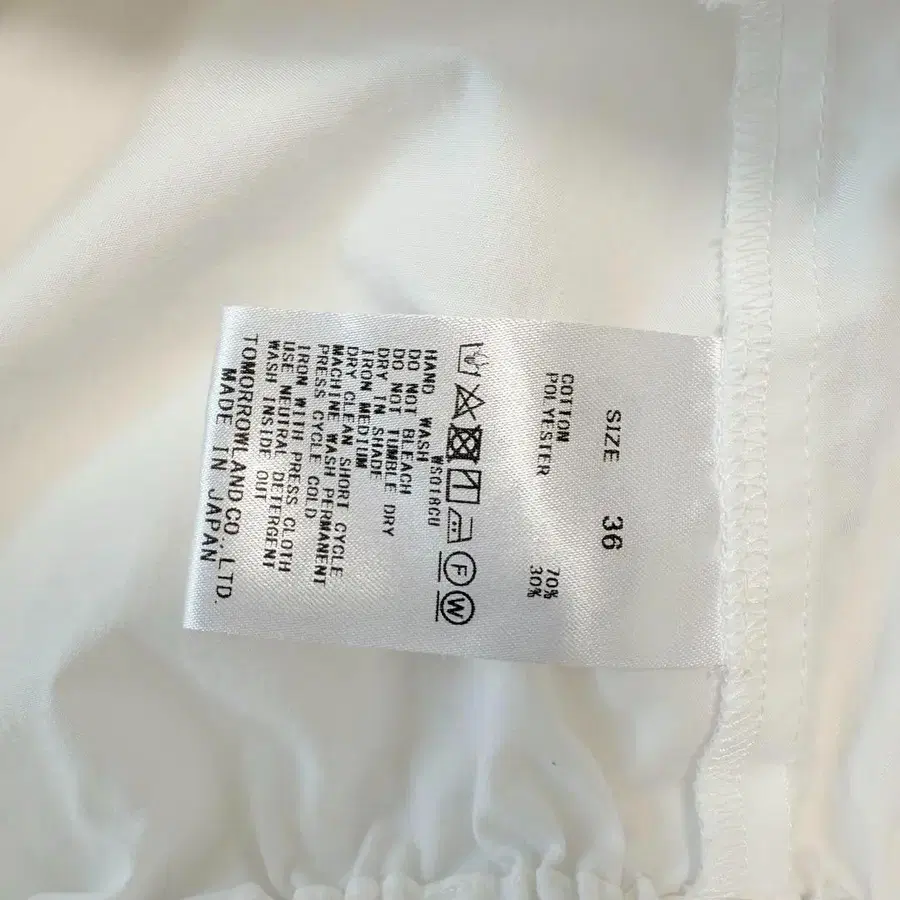 SIZE 36
COTTON 70%
POLYESTER 30%
F W
WS01RCU
HAND WASH
DO NOT BLEACH
DO NOT TUMBLE DRY
DRY IN SHADE
IRON MEDIUM
DRY CLEAN SHORT CYCLE
MACHINE WASH PERMANENT
PRESS CYCLE COLD
IRON WITH PRESS CLOTH
USE NEUTRAL DETERGENT
WASH INSIDE OUT
TOMORROWLAND CO.,LTD.
MADE IN JAPAN